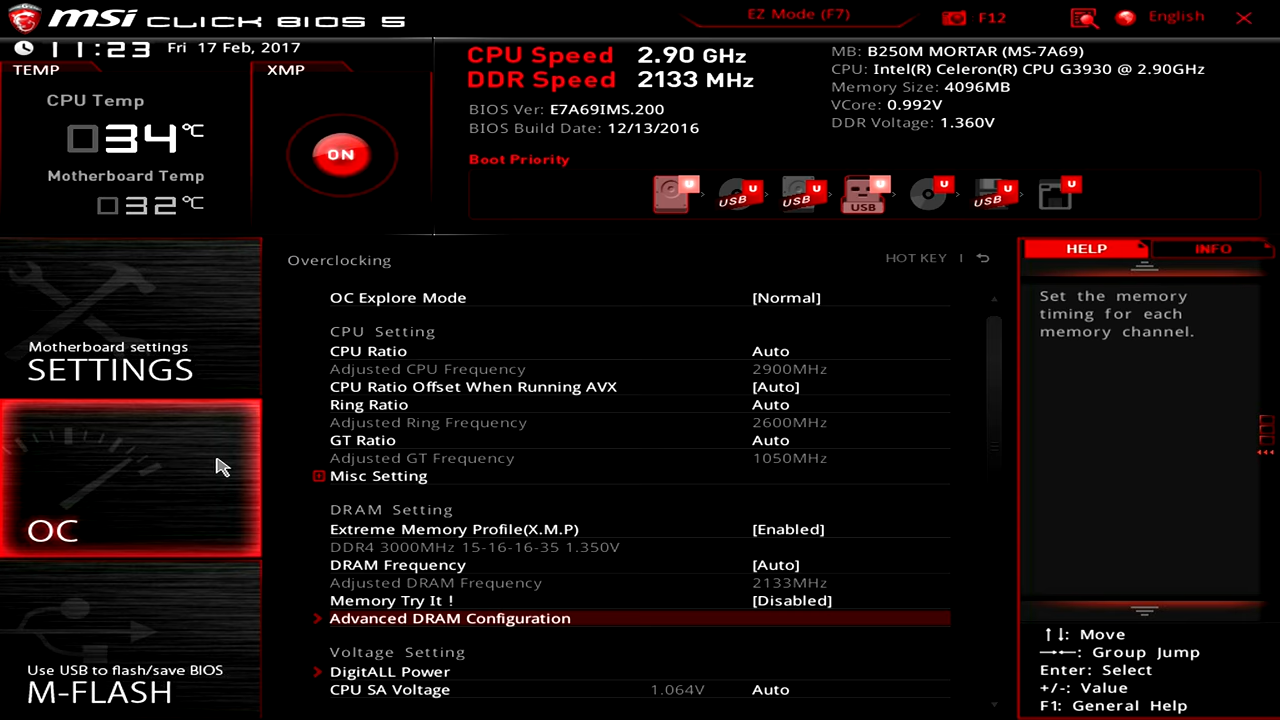 msi CLICK BIOS 5
EZ Mode (F7)
F12
English
11:23 Fri 17 Feb, 2017
TEMP
XMP
CPU Temp
34°C
Motherboard Temp
32°C
ON
CPU Speed 2.90 GHz
DDR Speed 2133 MHz
BIOS Ver: E7A69IMS.200
BIOS Build Date: 12/13/2016
MB: B250M MORTAR (MS-7A69)
CPU: Intel(R) Celeron(R) CPU G3930 @ 2.90GHz
Memory Size: 4096MB
VCore: 0.992V
DDR Voltage: 1.360V
Boot Priority
U U USB U USB U USB U U USB U
Motherboard settings
SETTINGS
OC
Use USB to flash/save BIOS
M-FLASH
Overclocking
HOT KEY |
OC Explore Mode [Normal]
CPU Setting
CPU Ratio Auto
Adjusted CPU Frequency 2900MHz
CPU Ratio Offset When Running AVX [Auto]
Ring Ratio Auto
Adjusted Ring Frequency 2600MHz
GT Ratio Auto
Adjusted GT Frequency 1050MHz
Misc Setting
DRAM Setting
Extreme Memory Profile(X.M.P) [Enabled]
DDR4 3000MHz 15-16-16-35 1.350V
DRAM Frequency [Auto]
Adjusted DRAM Frequency 2133MHz
Memory Try It ! [Disabled]
Advanced DRAM Configuration
Voltage Setting
DigitALL Power
CPU SA Voltage 1.064V Auto
HELP
INFO
Set the memory
timing for each
memory channel.
↑↓: Move
→←: Group Jump
Enter: Select
+/-: Value
F1: General Help